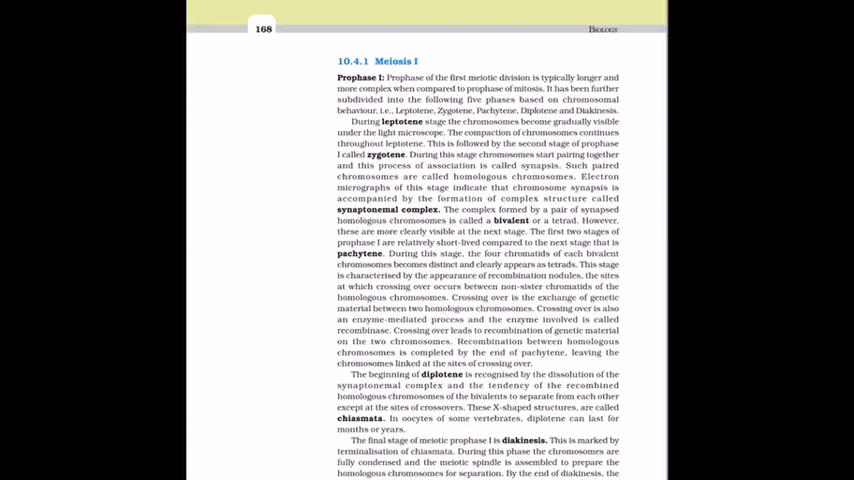 168
BIOLOGY
10.4.1 Meiosis I
Prophase I: Prophase of the first meiotic division is typically longer and
more complex when compared to prophase of mitosis. It has been further
subdivided into the following five phases based on chromosomal
behaviour, i.e., Leptotene, Zygotene, Pachytene, Diplotene and Diakinesis.
During leptotene stage the chromosomes become gradually visible
under the light microscope. The compaction of chromosomes continues
throughout leptotene. This is followed by the second stage of prophase
I called zygotene. During this stage chromosomes start pairing together
and this process of association is called synapsis. Such paired
chromosomes are called homologous chromosomes. Electron
micrographs of this stage indicate that chromosome synapsis is
accompanied by the formation of complex structure called
synaptonemal complex. The complex formed by a pair of synapsed
homologous chromosomes is called a bivalent or a tetrad. However,
these are more clearly visible at the next stage. The first two stages of
prophase I are relatively short-lived compared to the next stage that is
pachytene. During this stage, the four chromatids of each bivalent
chromosomes becomes distinct and clearly appears as tetrads. This stage
is characterised by the appearance of recombination nodules, the sites
at which crossing over occurs between non-sister chromatids of the
homologous chromosomes. Crossing over is the exchange of genetic
material between two homologous chromosomes. Crossing over is also
an enzyme-mediated process and the enzyme involved is called
recombinase. Crossing over leads to recombination of genetic material
on the two chromosomes. Recombination between homologous
chromosomes is completed by the end of pachytene, leaving the
chromosomes linked at the sites of crossing over.
The beginning of diplotene is recognised by the dissolution of the
synaptonemal complex and the tendency of the recombined
homologous chromosomes of the bivalents to separate from each other
except at the sites of crossovers. These X-shaped structures, are called
chiasmata. In oocytes of some vertebrates, diplotene can last for
months or years.
The final stage of meiotic prophase I is diakinesis. This is marked by
terminalisation of chiasmata. During this phase the chromosomes are
fully condensed and the meiotic spindle is assembled to prepare the
homologous chromosomes for separation. By the end of diakinesis, the